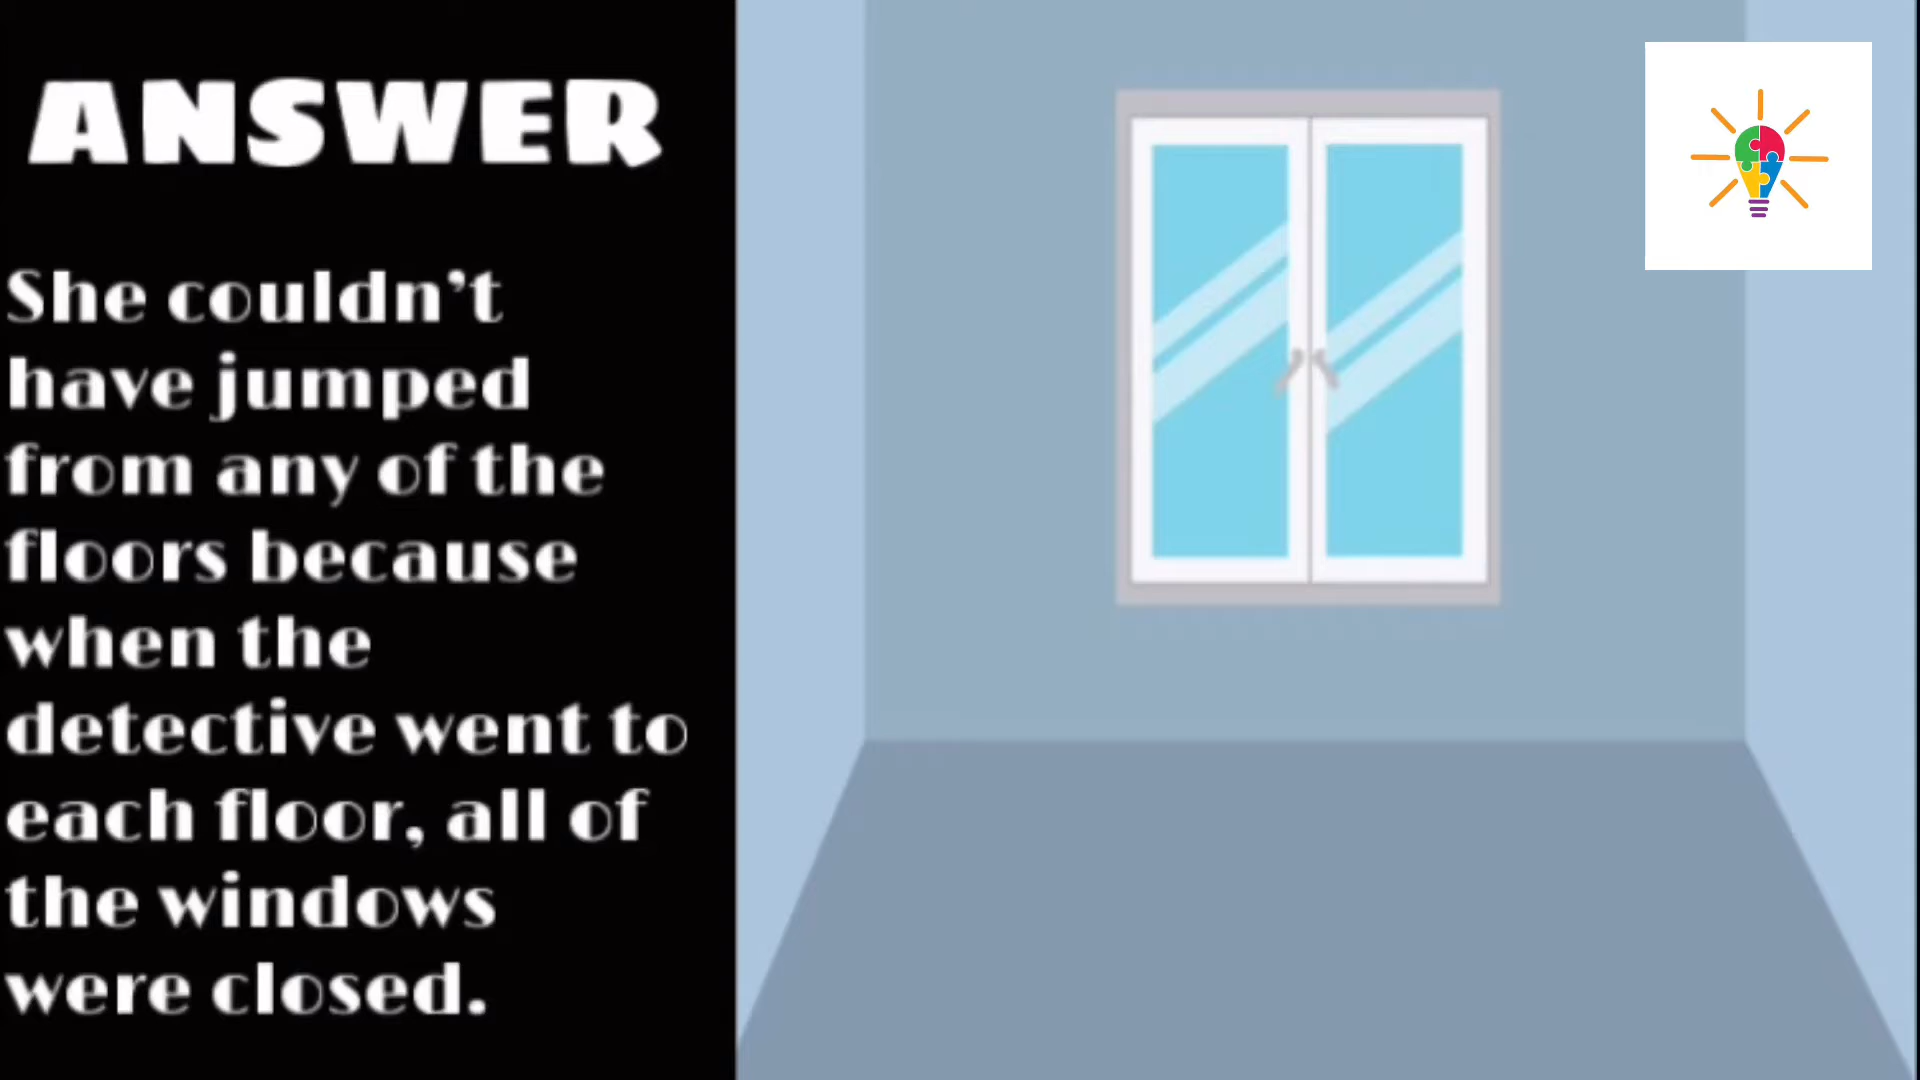 ANSWER
She couldn't
have jumped
from any of the
floors because
when the
detective went to
each floor, all of
the windows
were closed.